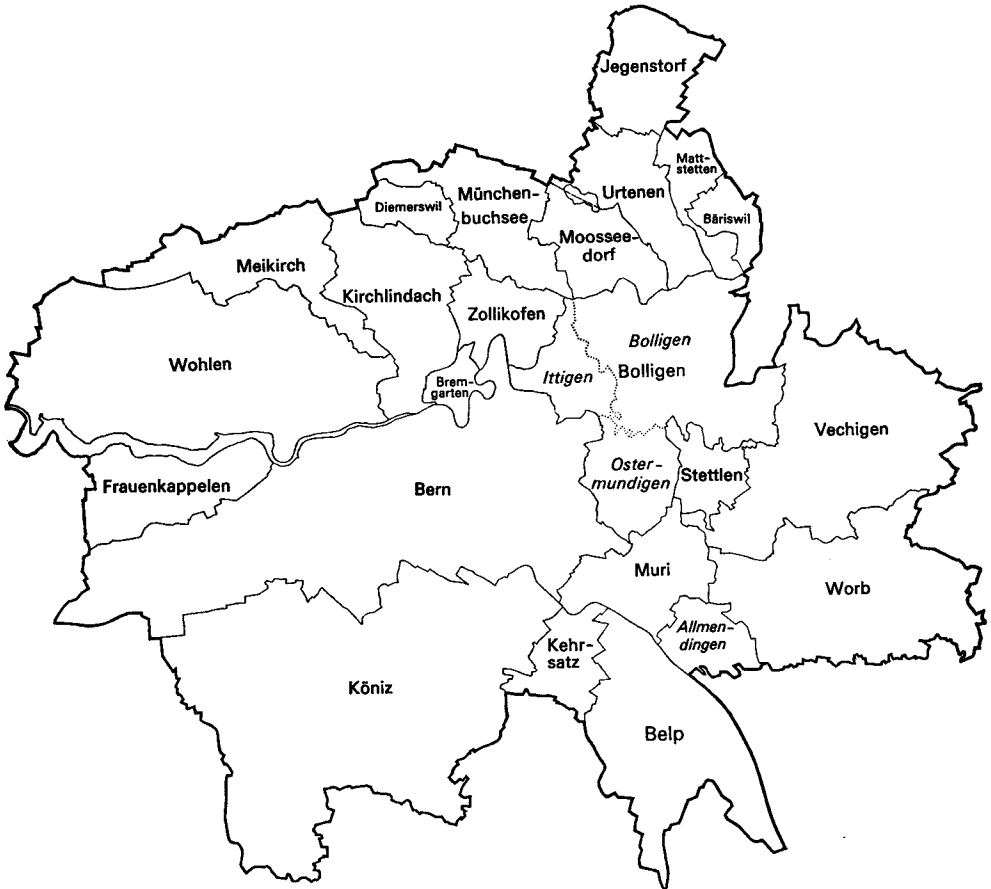 Jegenstorf
Matt-
stetten
Urtenen
München-
buchsee
Diemerswil
Bäriswil
Moossee-
dorf
Meikirch
Kirchlindach
Zollikofen
Bolligen
Bolligen
Wohlen
Ittigen
Brem-
garten
Vechigen
Oster-
mundigen
Stettlen
Frauenkappelen
Bern
Muri
Worb
Allmen-
dingen
Kehr-
satz
Köniz
Belp